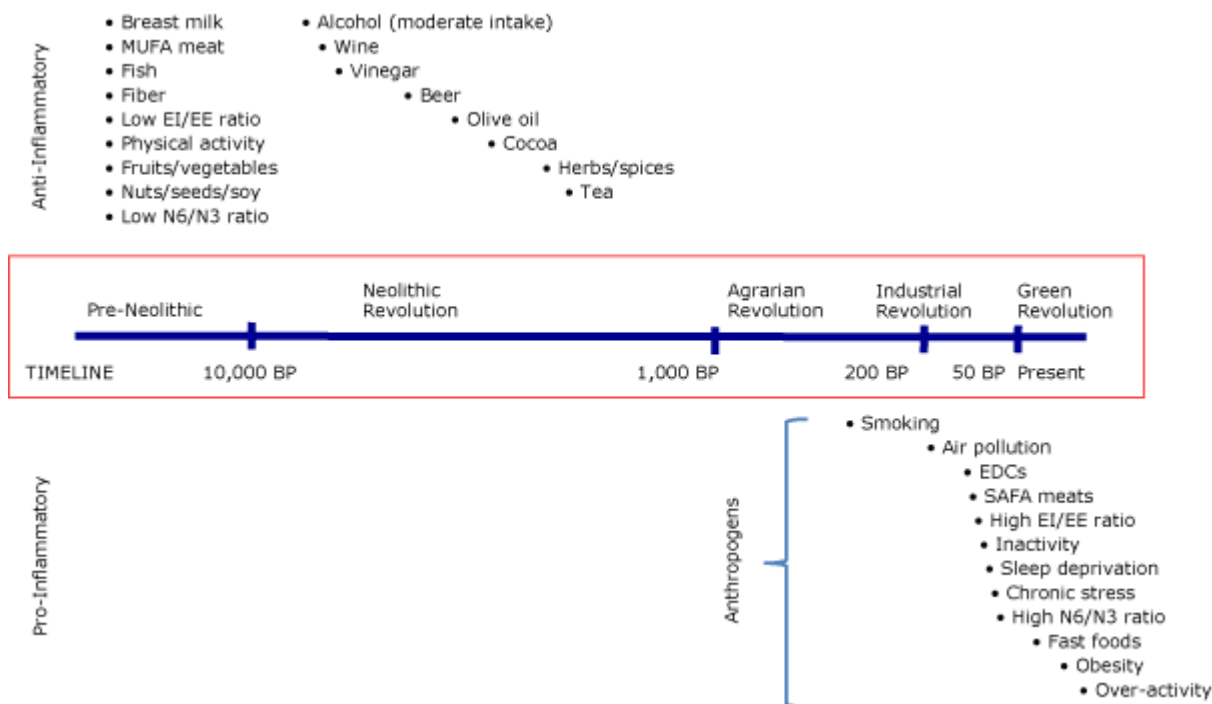 Anti-Inflammatory
• Breast milk
• MUFA meat
• Fish
• Fiber
• Low EI/EE ratio
• Physical activity
• Fruits/vegetables
• Nuts/seeds/soy
• Low N6/N3 ratio
• Alcohol (moderate intake)
• Wine
• Vinegar
• Beer
• Olive oil
• Cocoa
• Herbs/spices
• Tea
Pre-Neolithic
Neolithic
Revolution
Agrarian
Revolution
Industrial
Revolution
Green
Revolution
TIMELINE
10,000 BP
1,000 BP
200 BP
50 BP
Present
Pro-Inflammatory
Anthropogens
• Smoking
• Air pollution
• EDCs
• SAFA meats
• High EI/EE ratio
• Inactivity
• Sleep deprivation
• Chronic stress
• High N6/N3 ratio
• Fast foods
• Obesity
• Over-activity